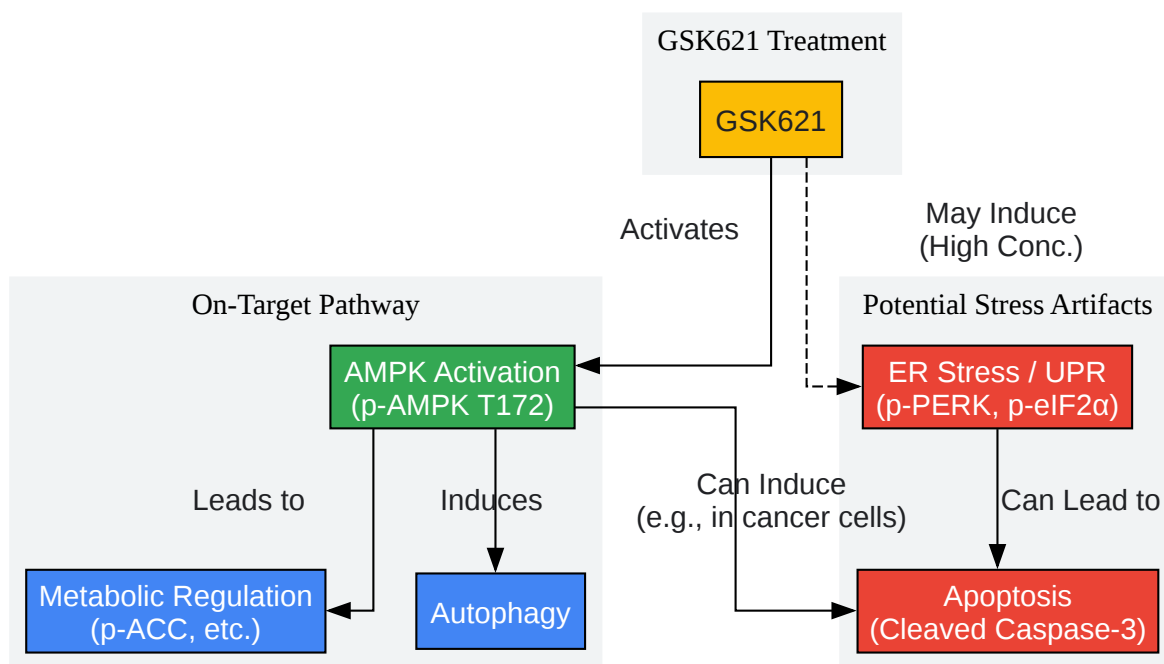 GSK621 Treatment
GSK621
Activates
May Induce
(High Conc.)
On-Target Pathway
Potential Stress Artifacts
AMPK Activation
(p-AMPK T172)
ER Stress / UPR
(p-PERK, p-eIF2α)
Leads to
Induces
Can Induce
(e.g., in cancer cells)
Can Lead to
Metabolic Regulation
(p-ACC, etc.)
Autophagy
Apoptosis
(Cleaved Caspase-3)